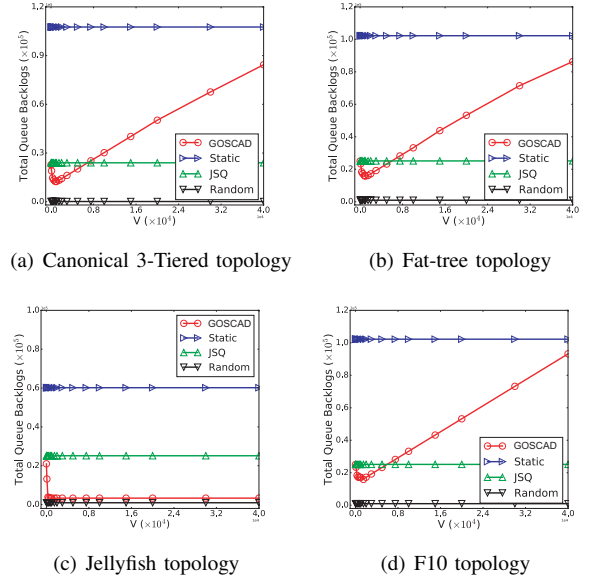 1e5
1,2
0.9
0.6
0.3
0.0
Total Queue Backlogs (×10⁵)
GOSCAD
Static
JSQ
Random
0,0 0,8 1,6 2,4 3,2 4,0
1e4
V (×10⁴)
(a) Canonical 3-Tiered topology
1,2
1.0
0.8
0.6
0.4
0.2
0.0
Total Queue Backlogs (×10⁵)
GOSCAD
Static
JSQ
Random
0,0 0,8 1,6 2,4 3,2 4,0
1e4
V (×10⁴)
(b) Fat-tree topology
1.0
0.8
0.6
0.4
0.2
0.0
Total Queue Backlogs (×10⁵)
GOSCAD
Static
JSQ
Random
0,0 0,8 1,6 2,4 3,2 4,0
1e4
V (×10⁴)
(c) Jellyfish topology
1,2
1.0
0.8
0.6
0.4
0.2
0.0
Total Queue Backlogs (×10⁵)
GOSCAD
Static
JSQ
Random
0,0 0,8 1,6 2,4 3,2 4,0
1e4
V (×10⁴)
(d) F10 topology